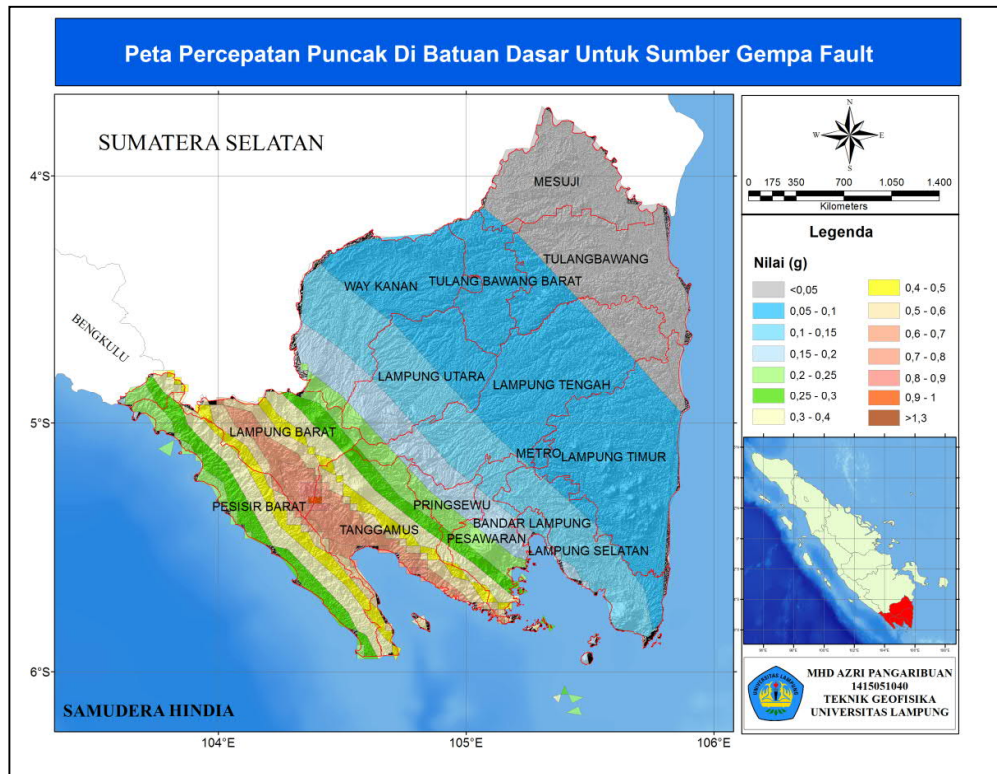 Peta Percepatan Puncak Di Batuan Dasar Untuk Sumber Gempa Fault
SUMATERA SELATAN
4°S
5°S
6°S
104°E
105°E
106°E
MESUJI
TULANGBAWANG
WAY KANAN
TULANG BAWANG BARAT
BENGKULU
LAMPUNG UTARA
LAMPUNG TENGAH
LAMPUNG BARAT
METRO
LAMPUNG TIMUR
PESISIR BARAT
PRINGSEWU
TANGGAMUS
BANDAR LAMPUNG
PESAWARAN
LAMPUNG SELATAN
SAMUDERA HINDIA
N
W
E
S
0 175 350 700 1.050 1.400
Kilometers
Legenda
Nilai (g)
<0,05
0,05 - 0,1
0,1 - 0,15
0,15 - 0,2
0,2 - 0,25
0,25 - 0,3
0,3 - 0,4
0,4 - 0,5
0,5 - 0,6
0,6 - 0,7
0,7 - 0,8
0,8 - 0,9
0,9 - 1
>1,3
UNIVERSITAS LAMPUNG
MHD AZRI PANGARIBUAN
1415051040
TEKNIK GEOFISIKA
UNIVERSITAS LAMPUNG